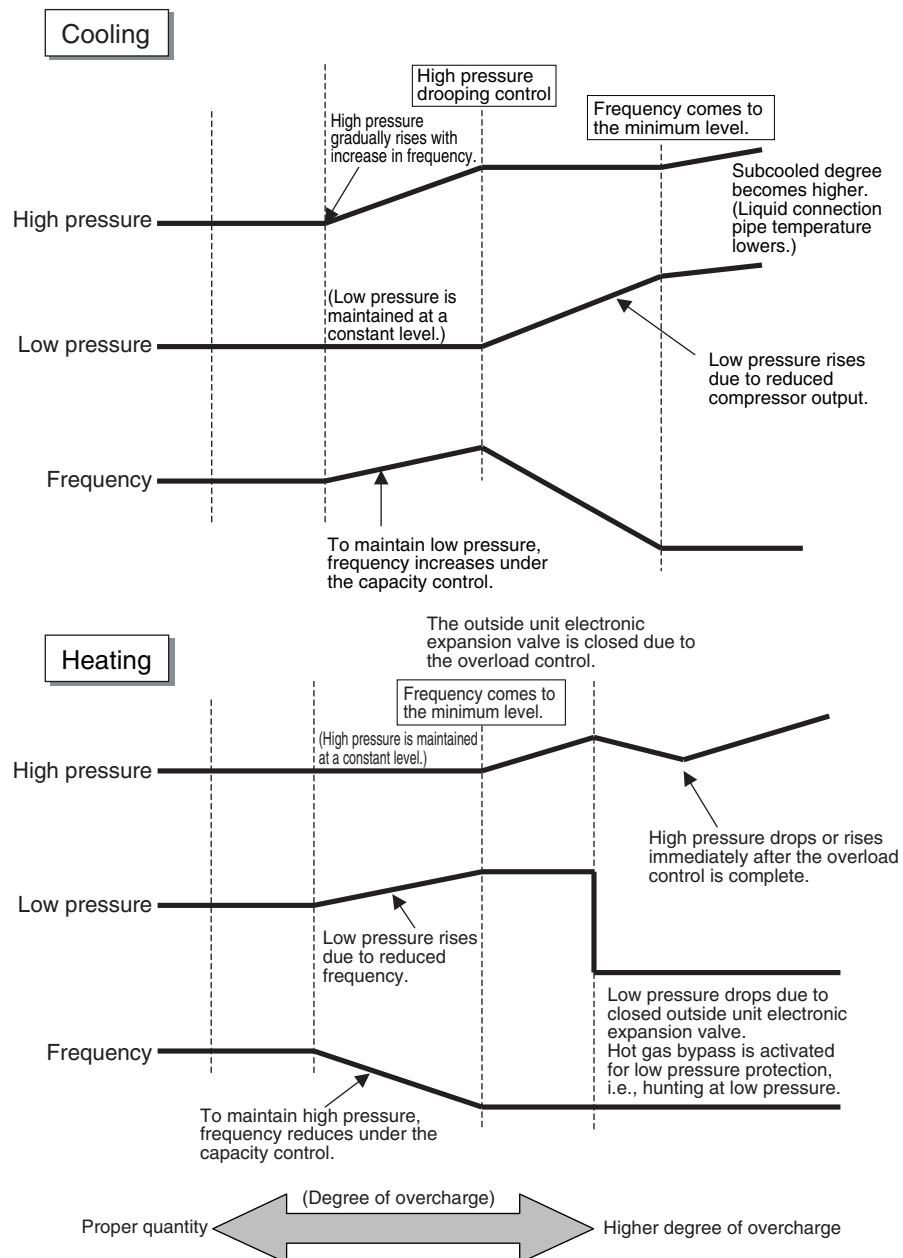 Cooling
High pressure
drooping control
Frequency comes to
the minimum level.
High pressure
gradually rises with
increase in frequency.
Subcooled degree
becomes higher.
(Liquid connection
pipe temperature
lowers.)
High pressure
(Low pressure is
maintained at a
constant level.)
Low pressure
Low pressure rises
due to reduced
compressor output.
Frequency
To maintain low pressure,
frequency increases under
the capacity control.
The outside unit electronic
expansion valve is closed due to
the overload control.
Heating
Frequency comes to
the minimum level.
(High pressure is maintained
at a constant level.)
High pressure
High pressure drops or rises
immediately after the overload
control is complete.
Low pressure
Low pressure rises
due to reduced
frequency.
Low pressure drops due to
closed outside unit electronic
expansion valve.
Hot gas bypass is activated
for low pressure protection,
i.e., hunting at low pressure.
Frequency
To maintain high pressure,
frequency reduces under the
capacity control.
(Degree of overcharge)
Proper quantity
Higher degree of overcharge